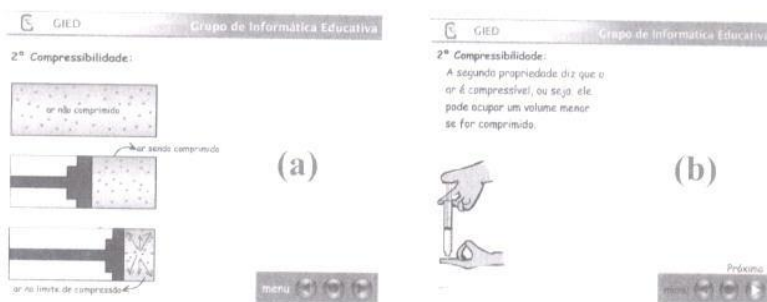 GIED
Grupo de Informática Educativa
2ª Compressibilidade:
ar não comprimido
ar sendo comprimido
(a)
ar no limite de compressão
menu
GIED
Grupo de Informática Educativa
2ª Compressibilidade:
A segunda propriedade diz que o
ar é compressível, ou seja ele
pode ocupar um volume menor
se for comprimido.
(b)
Próximo
menu